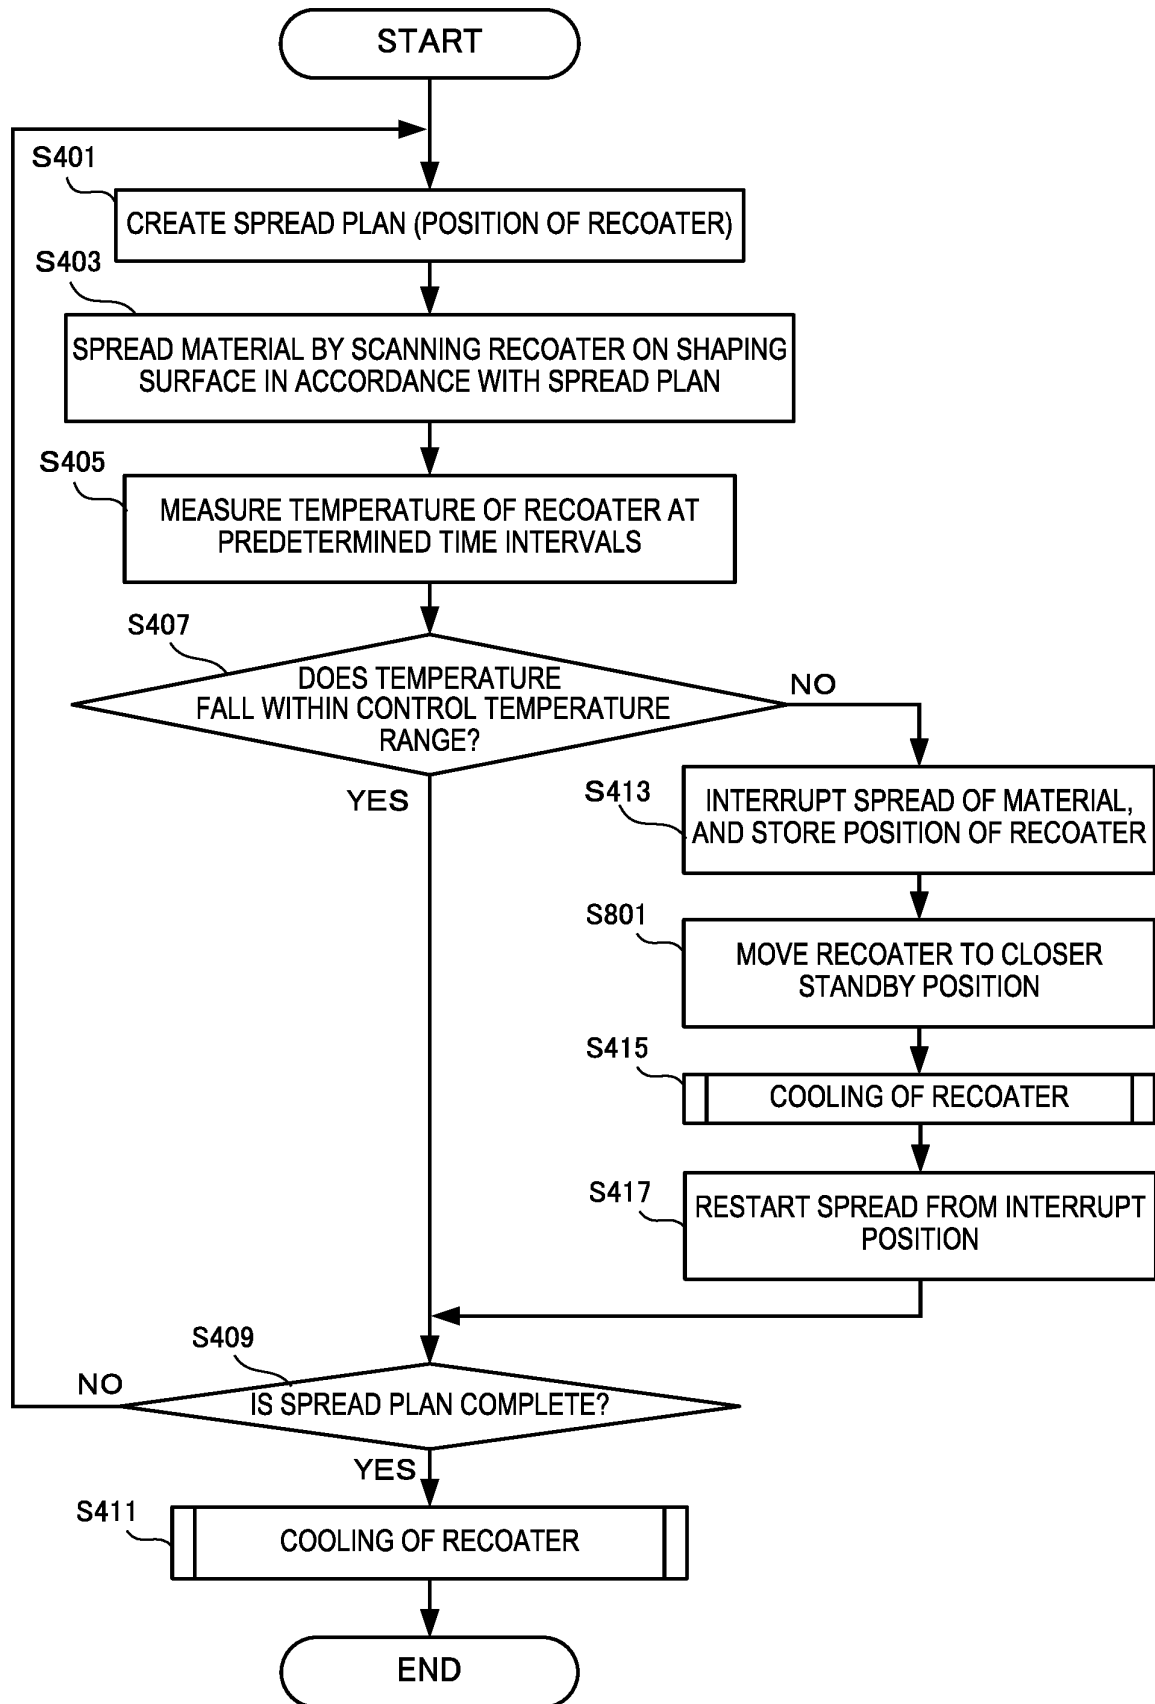 START
S401
CREATE SPREAD PLAN (POSITION OF RECOATER)
S403
SPREAD MATERIAL BY SCANNING RECOATER ON SHAPING
SURFACE IN ACCORDANCE WITH SPREAD PLAN
S405
MEASURE TEMPERATURE OF RECOATER AT
PREDETERMINED TIME INTERVALS
S407
DOES TEMPERATURE
FALL WITHIN CONTROL TEMPERATURE
RANGE?
NO
YES
S413
INTERRUPT SPREAD OF MATERIAL,
AND STORE POSITION OF RECOATER
S801
MOVE RECOATER TO CLOSER
STANDBY POSITION
S415
COOLING OF RECOATER
S417
RESTART SPREAD FROM INTERRUPT
POSITION
S409
IS SPREAD PLAN COMPLETE?
NO
YES
S411
COOLING OF RECOATER
END